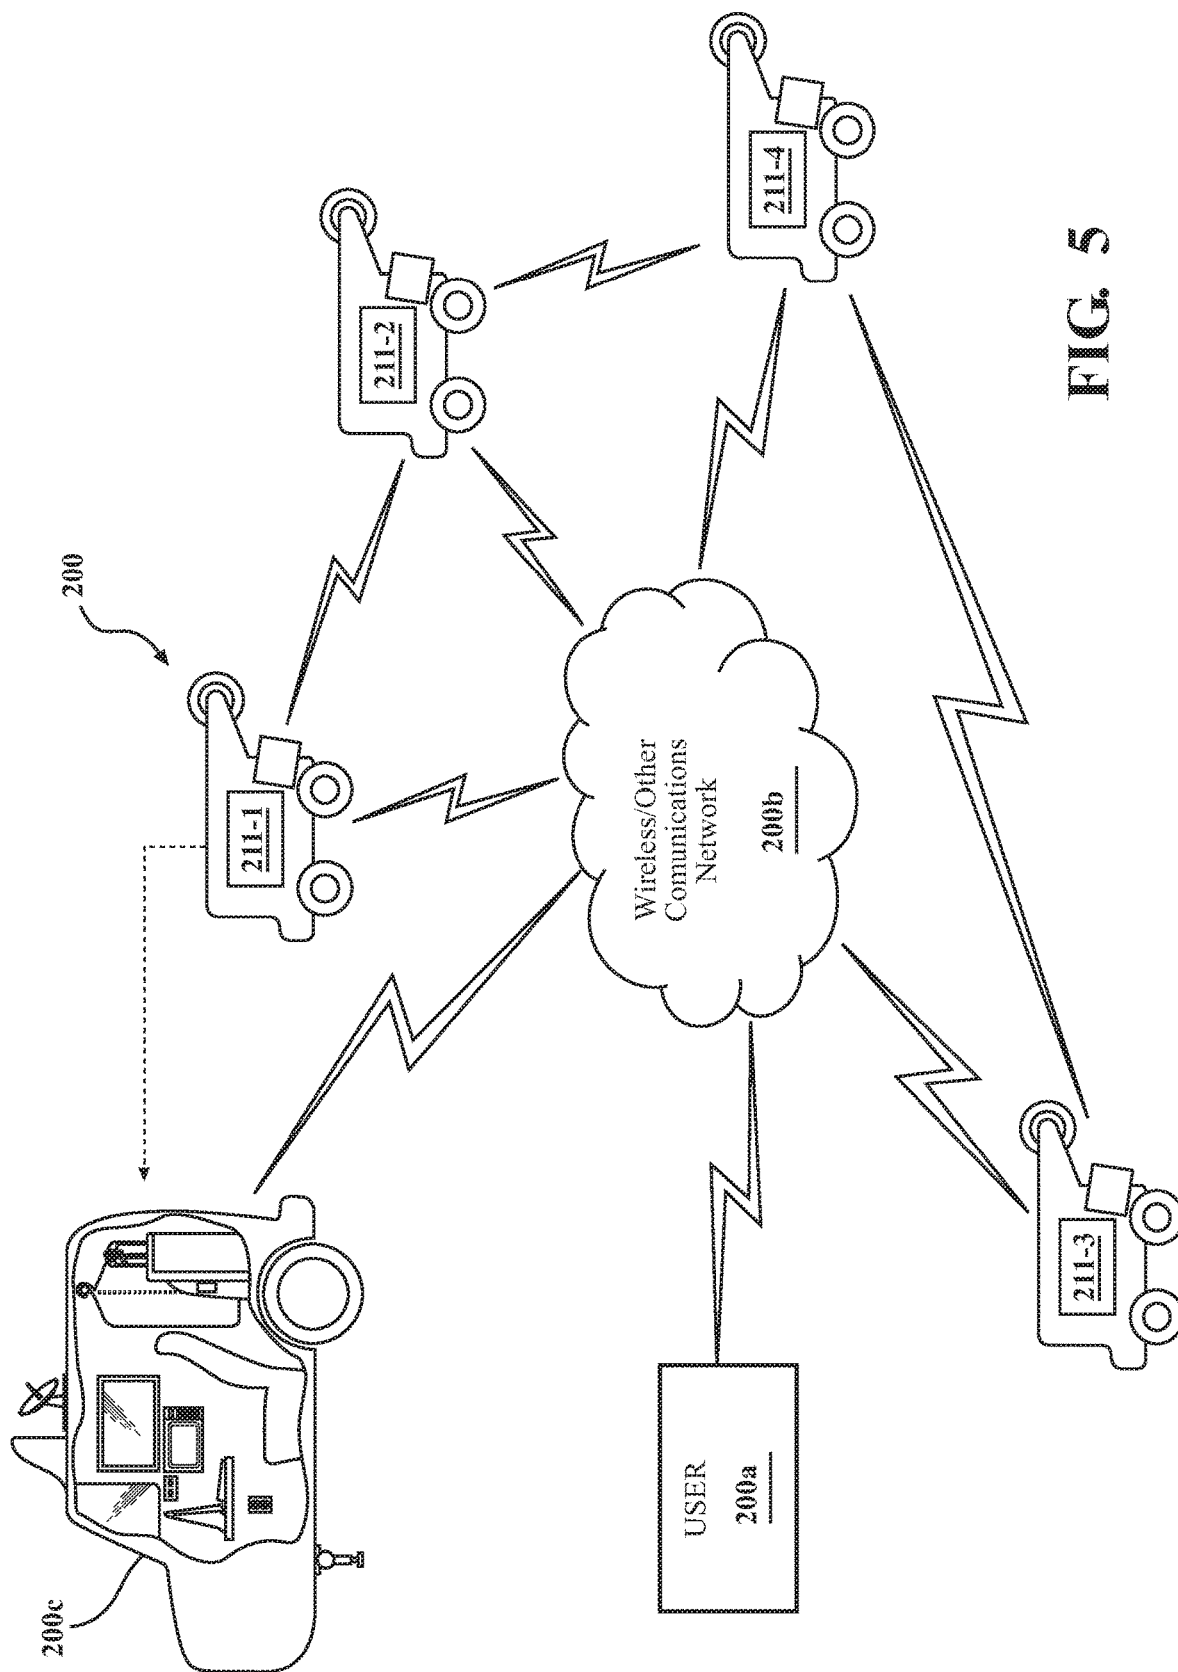 200c
200
211-1
211-2
211-4
Wireless/Other
Comunications
Network
200b
USER
200a
211-3
FIG. 5